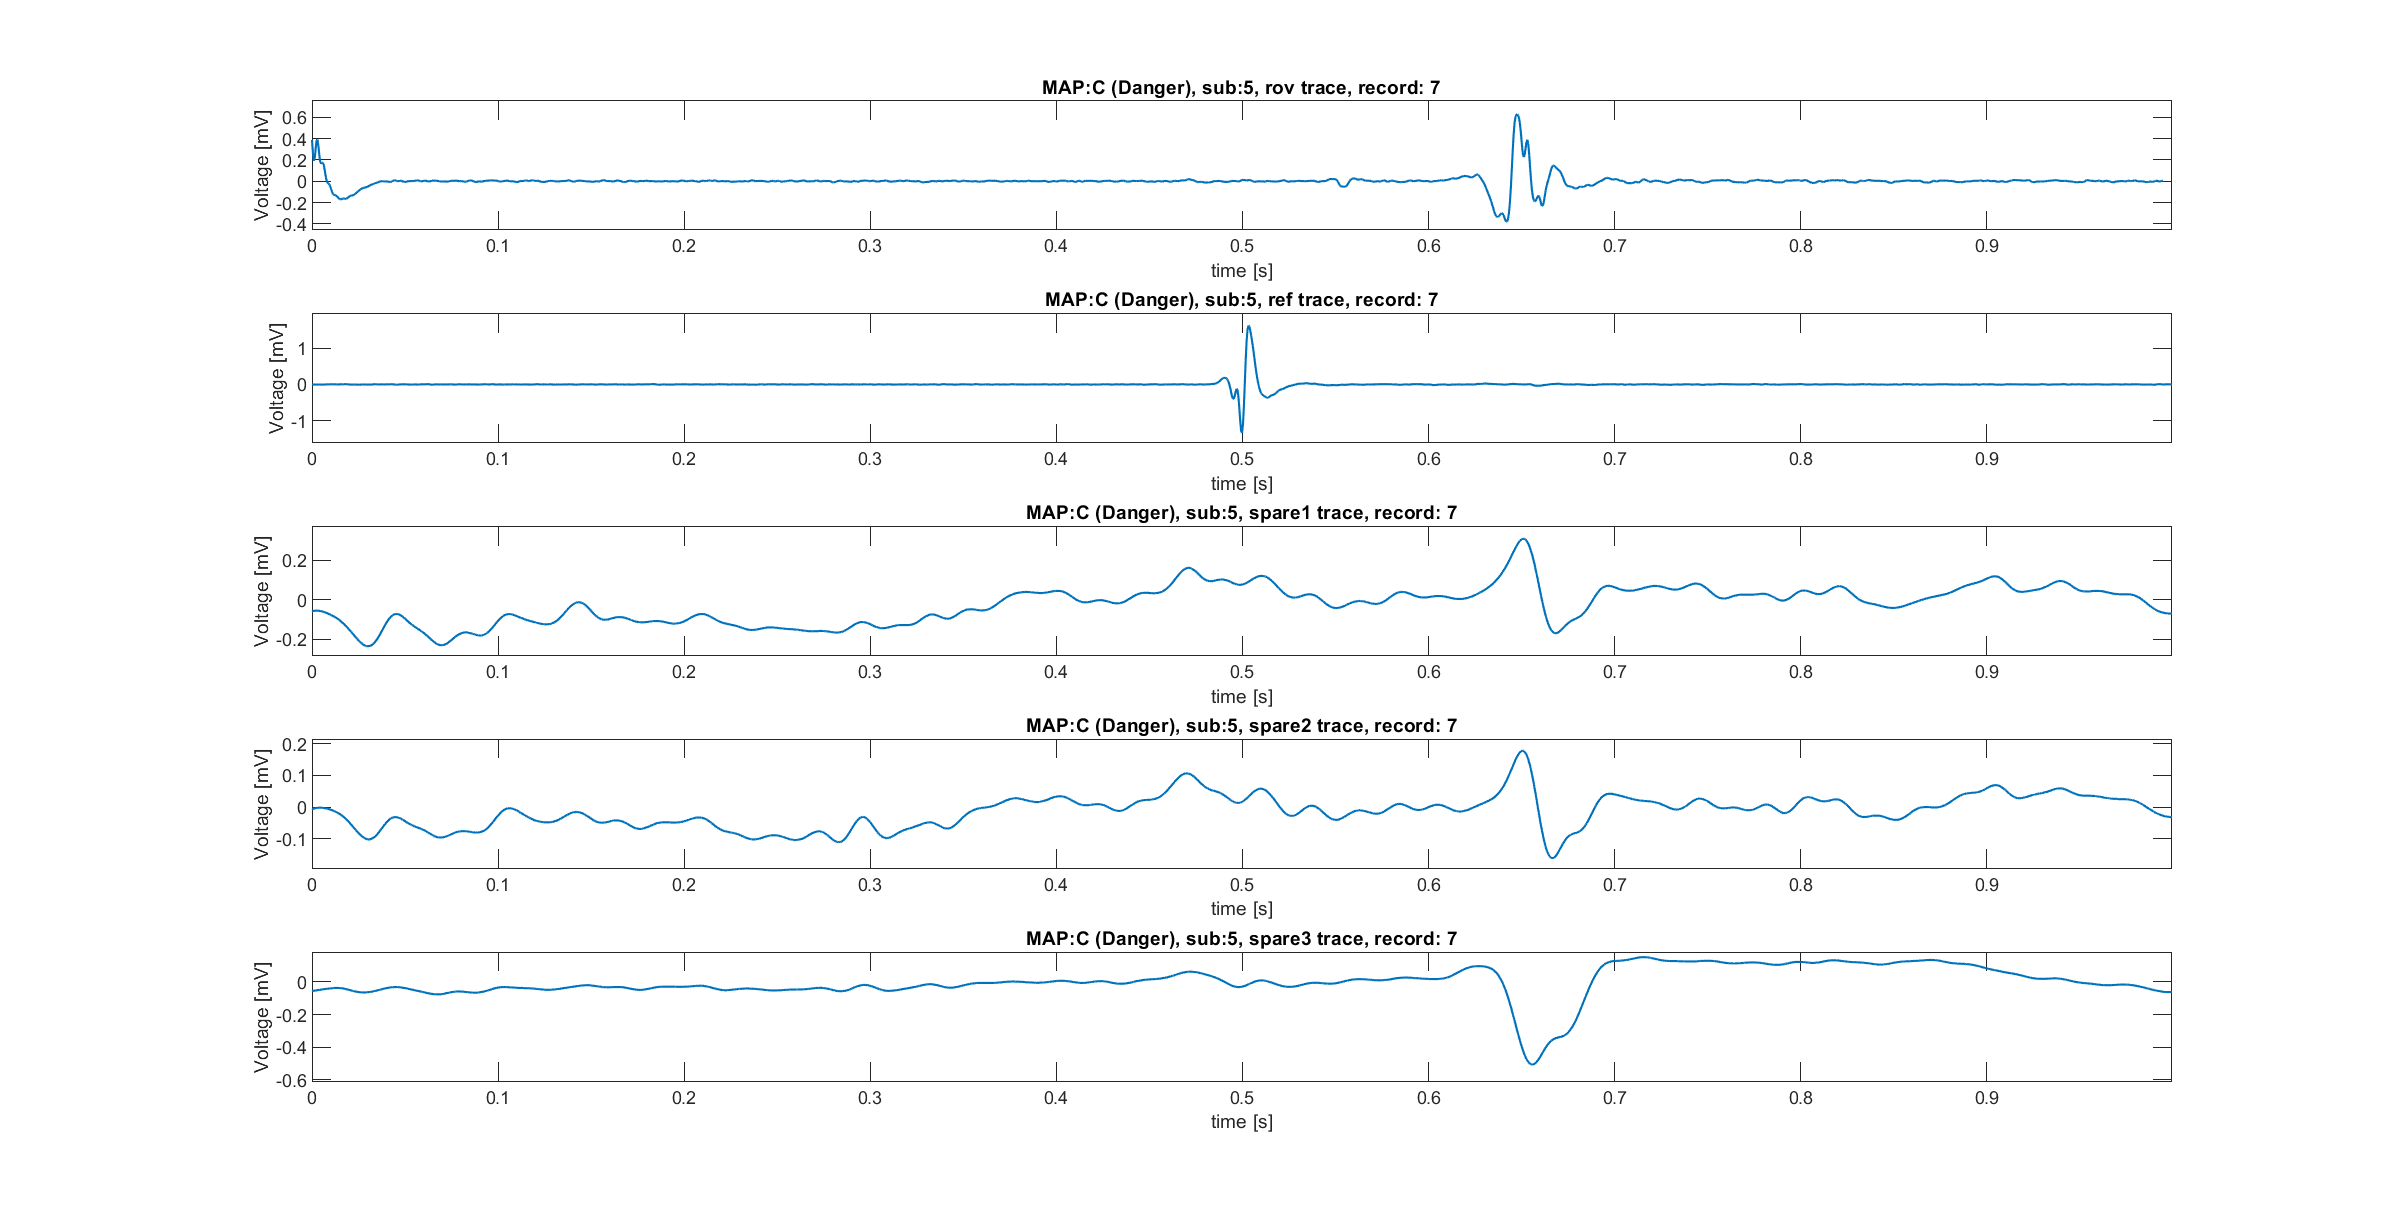 MAP:C (Danger), sub:5, rov trace, record: 7
Voltage [mV]
0.6
0.4
0.2
0
-0.2
-0.4
0 0.1 0.2 0.3 0.4 0.5 0.6 0.7 0.8 0.9
time [s]
MAP:C (Danger), sub:5, ref trace, record: 7
Voltage [mV]
1
0
-1
0 0.1 0.2 0.3 0.4 0.5 0.6 0.7 0.8 0.9
time [s]
MAP:C (Danger), sub:5, spare1 trace, record: 7
Voltage [mV]
0.2
0
-0.2
0 0.1 0.2 0.3 0.4 0.5 0.6 0.7 0.8 0.9
time [s]
MAP:C (Danger), sub:5, spare2 trace, record: 7
Voltage [mV]
0.2
0.1
0
-0.1
0 0.1 0.2 0.3 0.4 0.5 0.6 0.7 0.8 0.9
time [s]
MAP:C (Danger), sub:5, spare3 trace, record: 7
Voltage [mV]
0
-0.2
-0.4
-0.6
0 0.1 0.2 0.3 0.4 0.5 0.6 0.7 0.8 0.9
time [s]